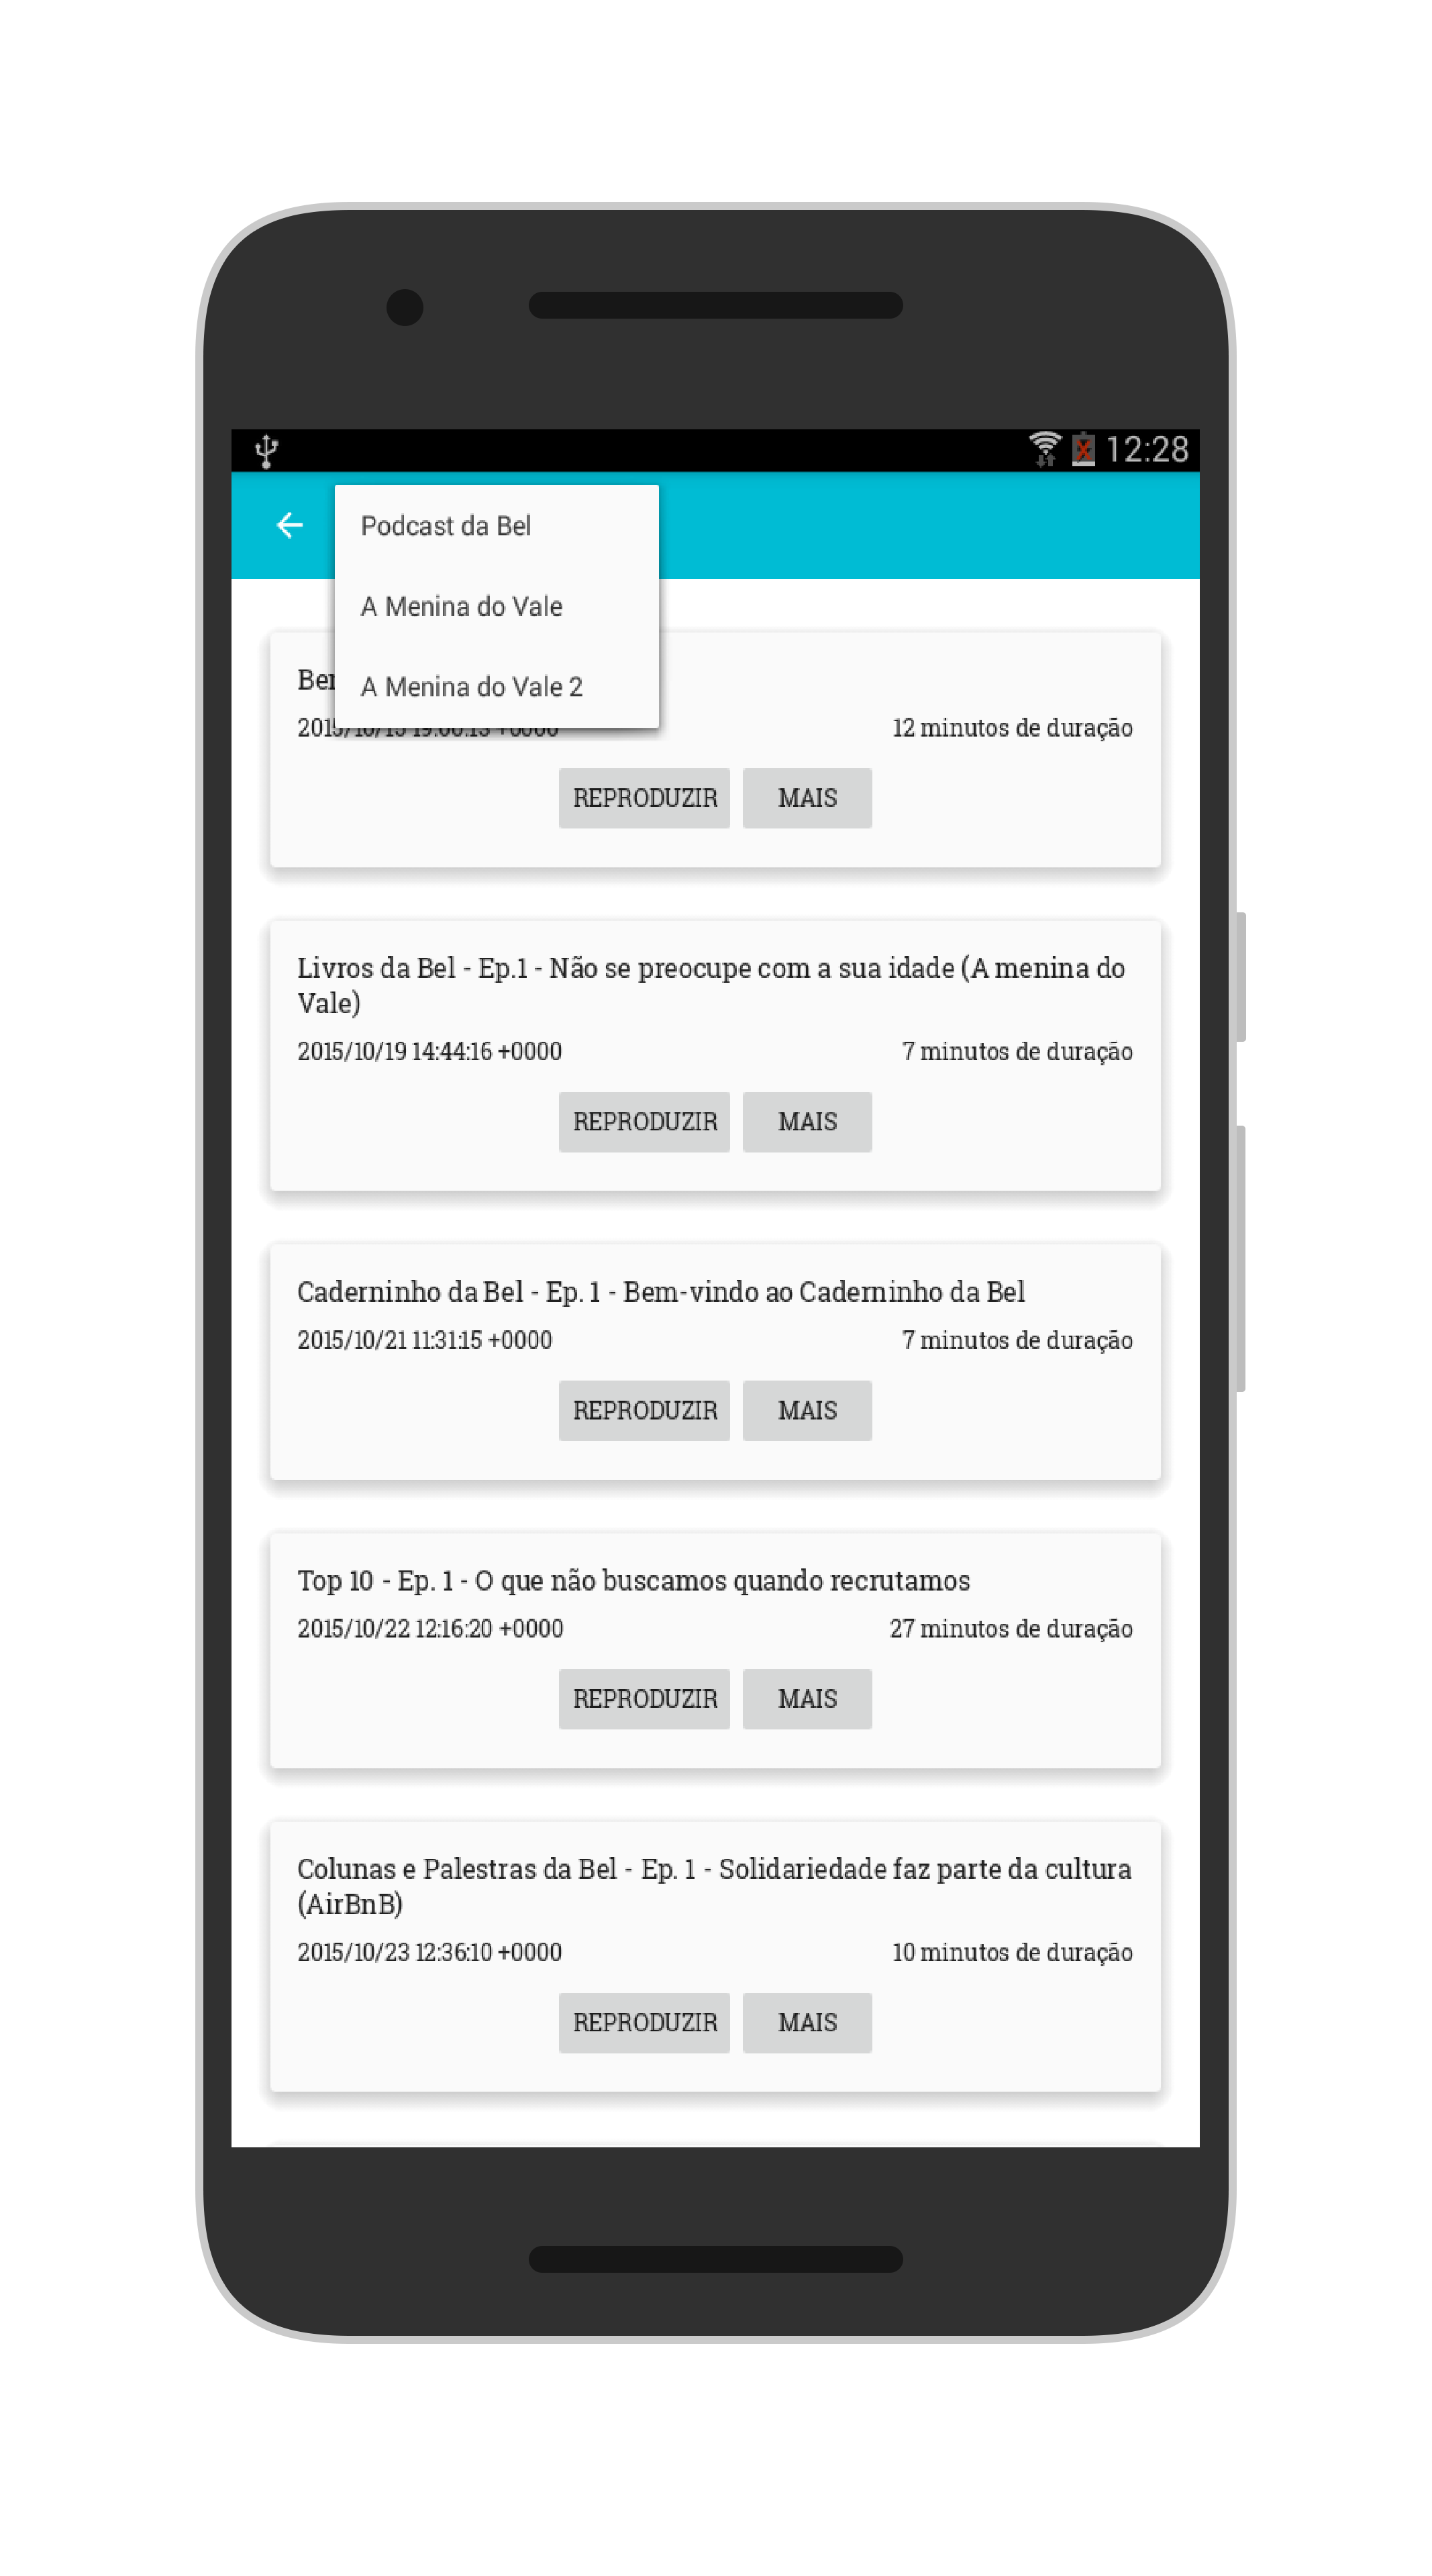 12:28
Podcast da Bel
A Menina do Vale
A Menina do Vale 2
12 minutos de duração
REPRODUZIR MAIS
Livros da Bel - Ep.1 - Não se preocupe com a sua idade (A menina do
Vale)
2015/10/19 14:44:16 +0000 7 minutos de duração
REPRODUZIR MAIS
Caderninho da Bel - Ep. 1 - Bem-vindo ao Caderninho da Bel
2015/10/21 11:31:15 +0000 7 minutos de duração
REPRODUZIR MAIS
Top 10 - Ep. 1 - O que não buscamos quando recrutamos
2015/10/22 12:16:20 +0000 27 minutos de duração
REPRODUZIR MAIS
Colunas e Palestras da Bel - Ep. 1 - Solidariedade faz parte da cultura
(AirBnB)
2015/10/23 12:36:10 +0000 10 minutos de duração
REPRODUZIR MAIS